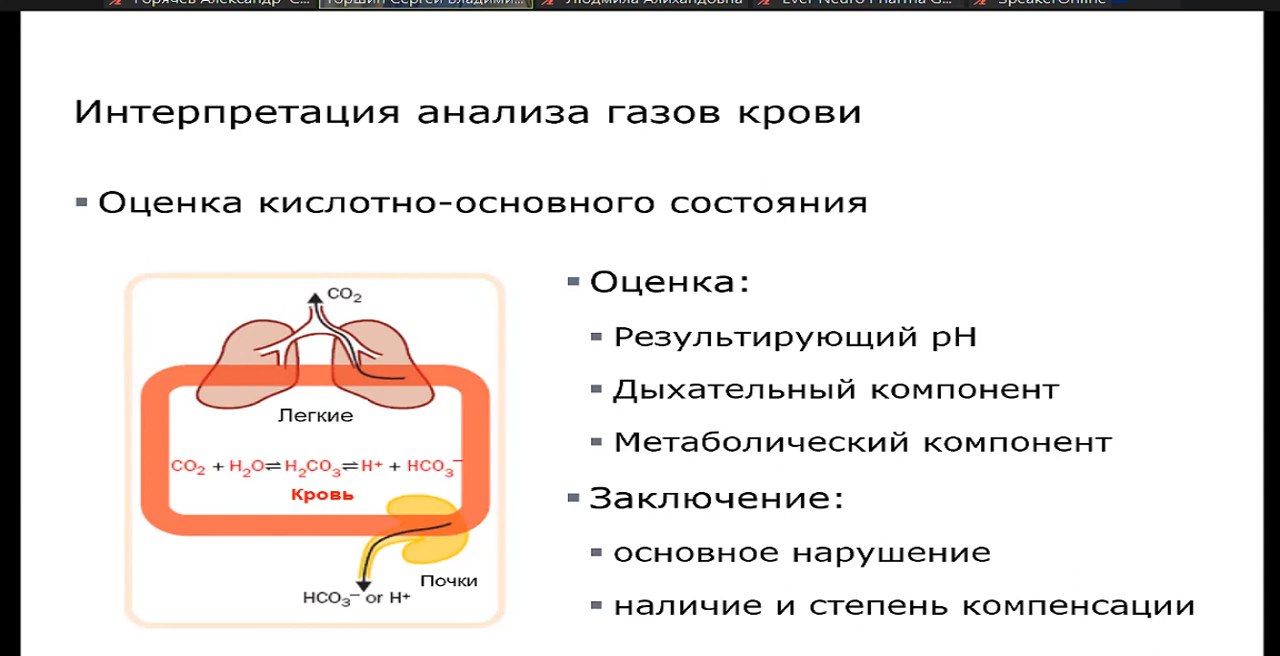 Интерпретация анализа газов крови
Оценка кислотно-основного состояния
CO2
Легкие
CO2 + H2O⇌H2CO3⇌H+ + HCO3−
Кровь
Почки
HCO3− or H+
Оценка:
Результирующий pH
Дыхательный компонент
Метаболический компонент
Заключение:
основное нарушение
наличие и степень компенсации